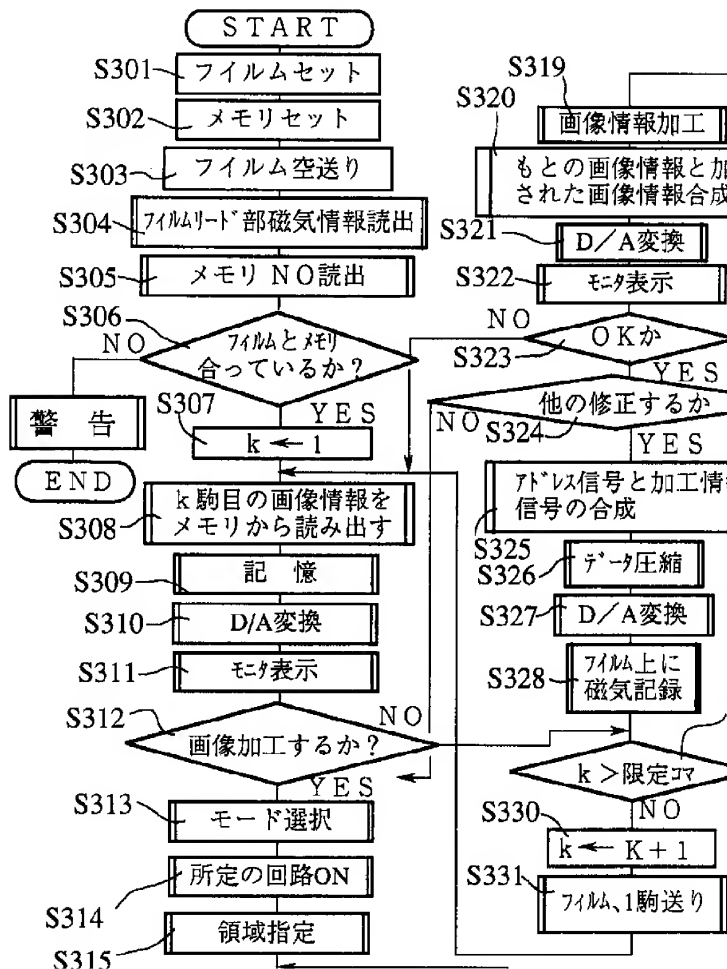 START
S301
フイルムセット
S302
メモリセット
S303
フイルム空送り
S304
フイルムリード部磁気情報読出
S305
メモリNO読出
S306
フイルムとメモリ
合っているか?
NO
YES
警告
END
S307
k ← 1
S308
k駒目の画像情報を
メモリから読み出す
S309
記憶
S310
D/A変換
S311
モニタ表示
S312
画像加工するか?
NO
YES
S313
モード選択
S314
所定の回路ON
S315
領域指定
S319
画像情報加工
S320
もとの画像情報と加
された画像情報合成
S321
D/A変換
S322
モニタ表示
S323
OKか
NO
YES
S324
他の修正するか
NO
YES
S325
アドレス信号と加工情
信号の合成
S326
データ圧縮
S327
D/A変換
S328
フイルム上に
磁気記録
k>限定コマ
NO
S330
k ← K+1
S331
フイルム、1駒送り